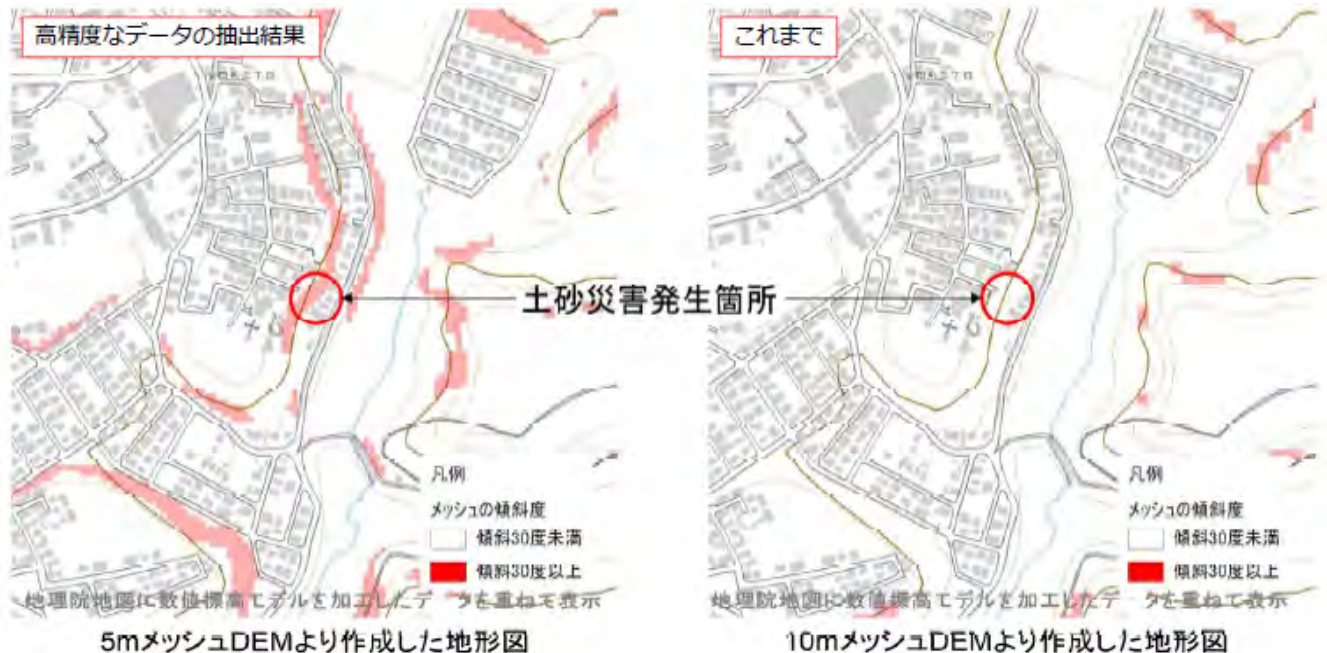 高精度なデータの抽出結果
これまで
土砂災害発生箇所
凡例
メッシュの傾斜度
傾斜30度未満
傾斜30度以上
地理院地図に数値標高モデルを加工したデータを重ねて表示
凡例
メッシュの傾斜度
傾斜30度未満
傾斜30度以上
地理院地図に数値標高モデルを加工したデータを重ねて表示
5mメッシュDEMより作成した地形図
10mメッシュDEMより作成した地形図